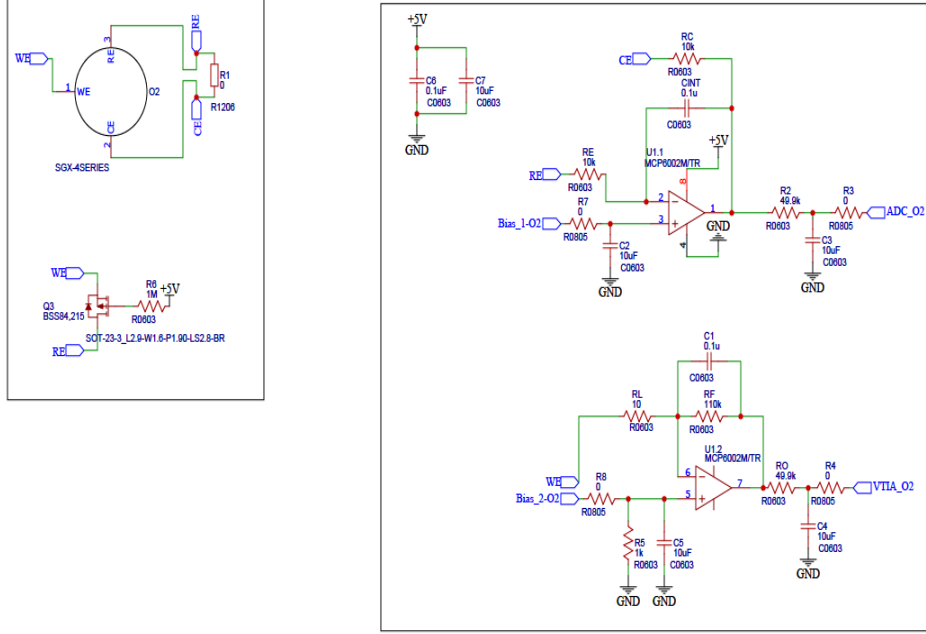 WE
1
WE
3
RE
O2
CE
2
RE
CE
R1
0
R1206
SGX-4SERIES
WE
Q3
BSS84,215
R6
1M
+5V
R0603
SOT-23-3_L2.9-W1.6-P1.90-LS2.8-BR
RE
+5V
C6
0.1uF
C0603
C7
10uF
C0603
GND
CE
RC
10k
R0603
CINT
0.1u
C0603
+5V
U1.1
MCP6002M/TR
RE
RE
10k
R0603
8
2
1
3
4
GND
Bias_1-O2
R7
0
R0805
C2
10uF
C0603
GND
R2
49.9k
R0603
R3
0
R0805
ADC_O2
C3
10uF
C0603
GND
C1
0.1u
C0603
RL
10
R0603
RF
110k
R0603
U1.2
MCP6002M/TR
WE
Bias_2-O2
R8
0
R0805
6
5
7
RO
49.9k
R0603
R4
0
R0805
VTIA_O2
R5
1k
R0603
C5
10uF
C0603
C4
10uF
C0603
GND
GND
GND